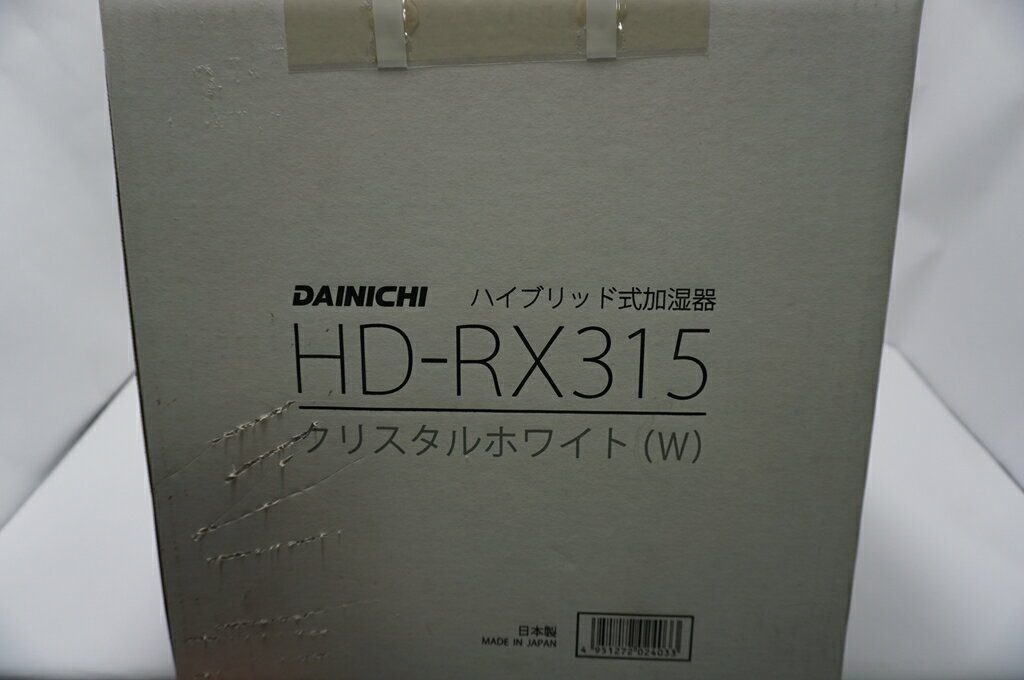 DAINICHI ハイブリッド式加湿器
HD-RX315
クリスタルホワイト (W)
日本製
MADE IN JAPAN
4 951272 024033